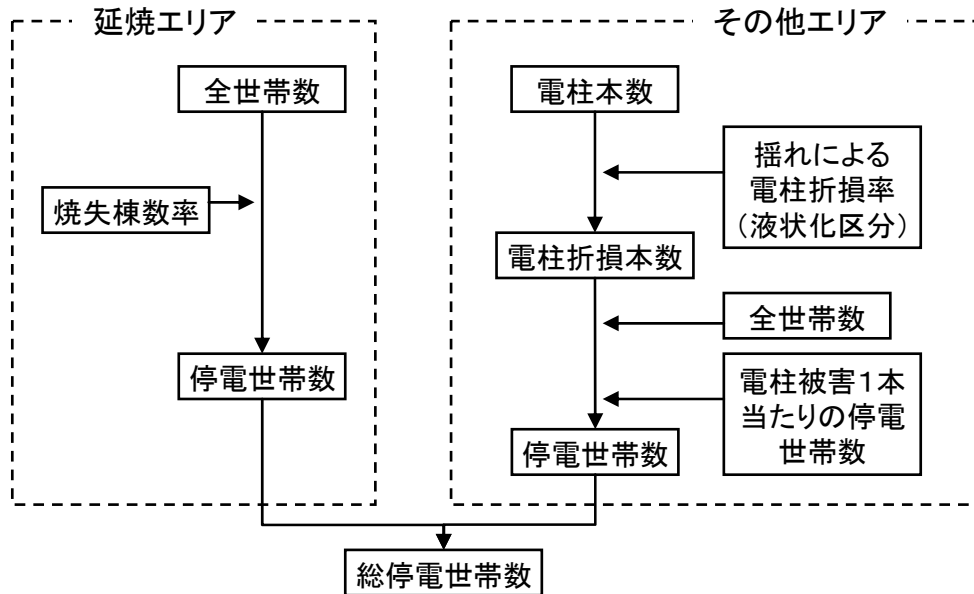 延焼エリア
全世帯数
焼失棟数率
停電世帯数
その他エリア
電柱本数
揺れによる
電柱折損率
（液状化区分）
電柱折損本数
全世帯数
電柱被害１本
当たりの停電
世帯数
停電世帯数
総停電世帯数